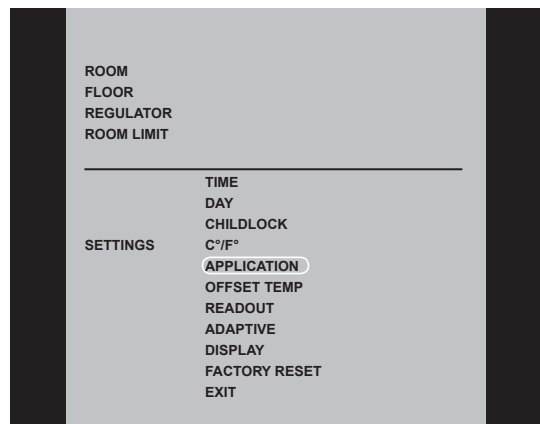 ROOM
FLOOR
REGULATOR
ROOM LIMIT
TIME
DAY
CHILDLOCK
SETTINGS C°/F°
APPLICATION
OFFSET TEMP
READOUT
ADAPTIVE
DISPLAY
FACTORY RESET
EXIT